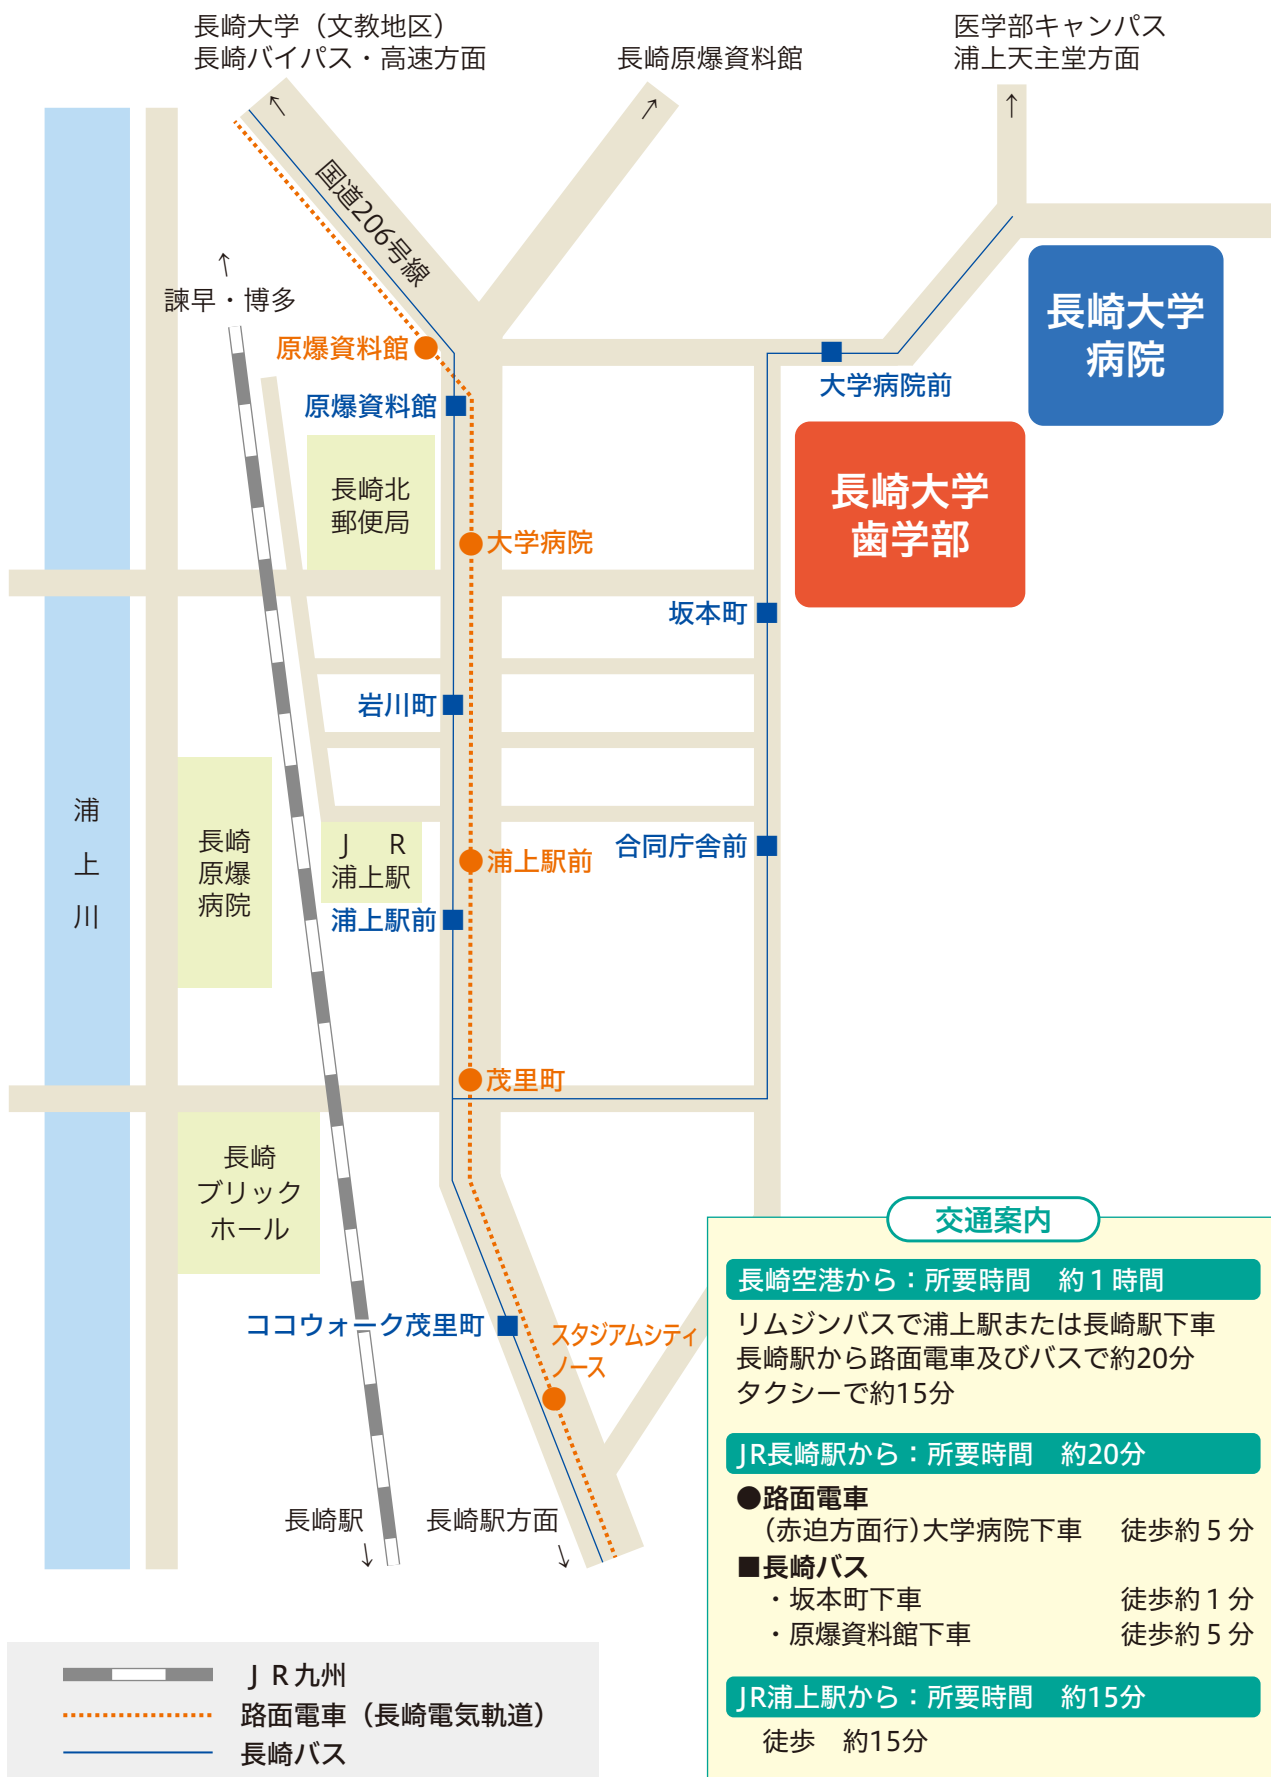 長崎大学（文教地区）
長崎バイパス・高速方面
長崎原爆資料館
医学部キャンパス
浦上天主堂方面
国道206号線
諫早・博多
原爆資料館
原爆資料館
大学病院前
長崎大学
病院
長崎大学
歯学部
長崎北
郵便局
大学病院
坂本町
岩川町
浦上川
長崎
原爆
病院
J R
浦上駅
浦上駅前
浦上駅前
合同庁舎前
茂里町
長崎
ブリック
ホール
ココウォーク茂里町
スタジアムシティ
ノース
長崎駅
長崎駅方面
交通案内
長崎空港から：所要時間　約１時間
リムジンバスで浦上駅または長崎駅下車
長崎駅から路面電車及びバスで約20分
タクシーで約15分
JR長崎駅から：所要時間　約20分
●路面電車
(赤迫方面行)大学病院下車　徒歩約５分
■長崎バス
・坂本町下車　徒歩約１分
・原爆資料館下車　徒歩約５分
JR浦上駅から：所要時間　約15分
徒歩　約15分
J R九州
路面電車（長崎電気軌道）
長崎バス